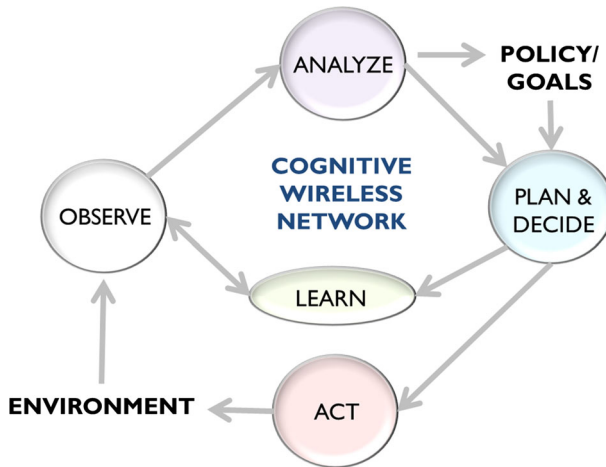 ANALYZE
POLICY/
GOALS
COGNITIVE
WIRELESS
NETWORK
OBSERVE
PLAN &
DECIDE
LEARN
ENVIRONMENT
ACT